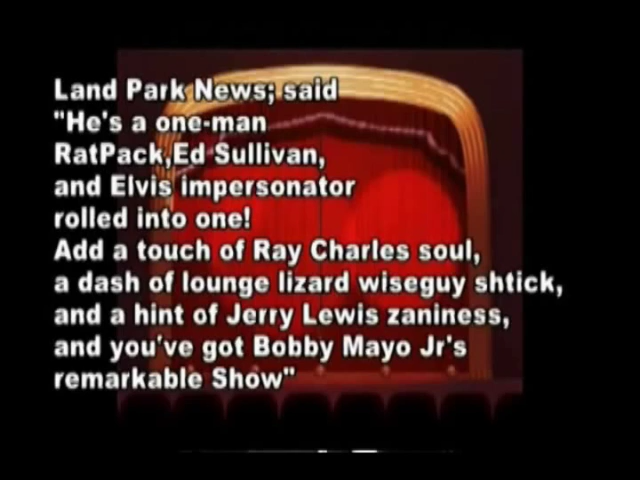 Land Park News; said
"He's a one-man
RatPack,Ed Sullivan,
and Elvis impersonator
rolled into one!
Add a touch of Ray Charles soul,
a dash of lounge lizard wiseguy shtick,
and a hint of Jerry Lewis zaniness,
and you've got Bobby Mayo Jr's
remarkable Show"